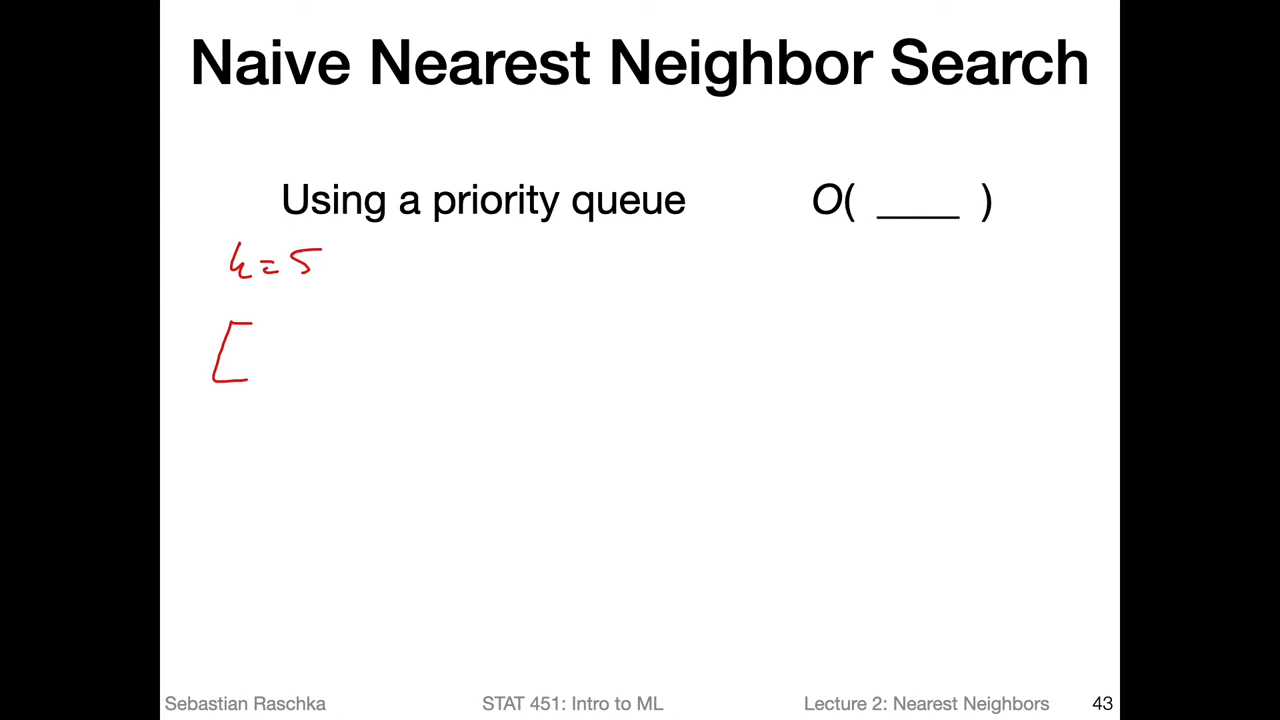 Naive Nearest Neighbor Search
Using a priority queue O( ____ )
k=5
[
Sebastian Raschka STAT 451: Intro to ML Lecture 2: Nearest Neighbors 43